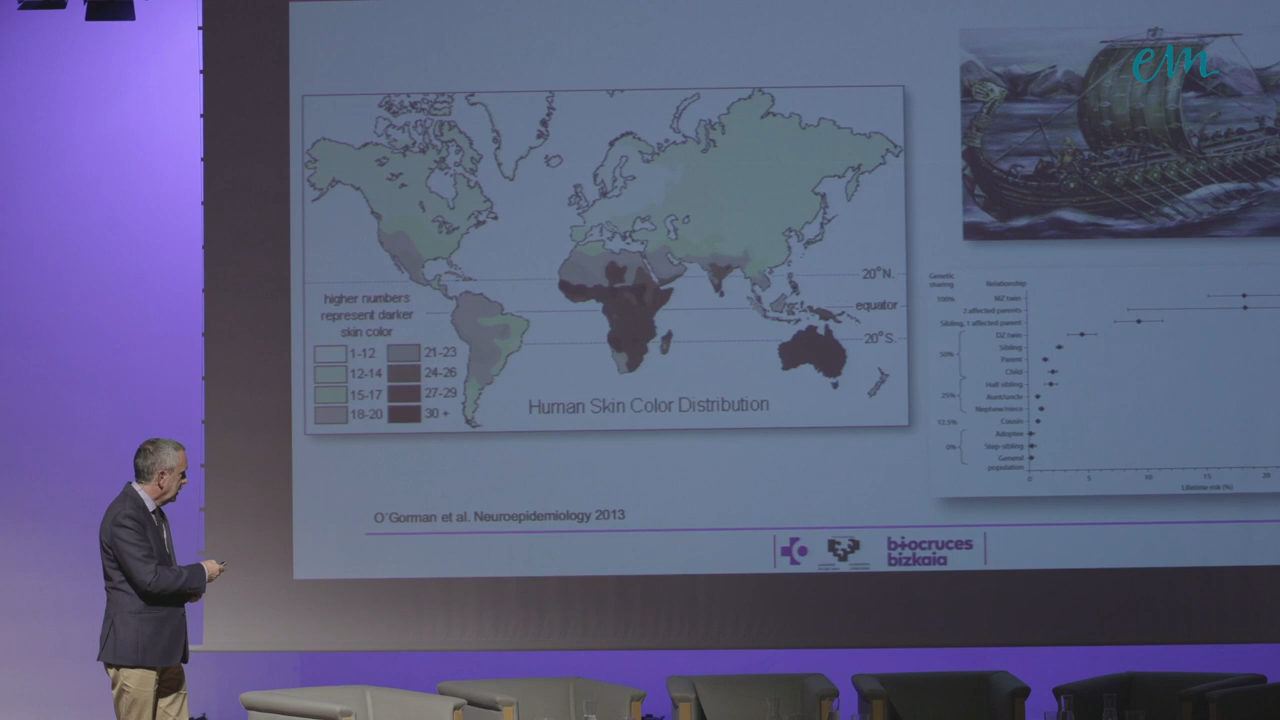 em
higher numbers
represent darker
skin color
1-12
12-14
15-17
18-20
21-23
24-26
27-29
30 +
20°N.
equator
20°S.
Human Skin Color Distribution
O´Gorman et al. Neuroepidemiology 2013
biocruces
bizkaia
Genetic
sharing
Relationship
100%
MZ twin
2 affected parents
Sibling, 1 affected parent
DZ twin
50%
Sibling
Parent
Child
Half sibling
25%
Aunt/uncle
Nephew/niece
12.5%
Cousin
Adoptee
0%
Step-sibling
General
population
0 5 10 15 20
Lifetime risk (%)